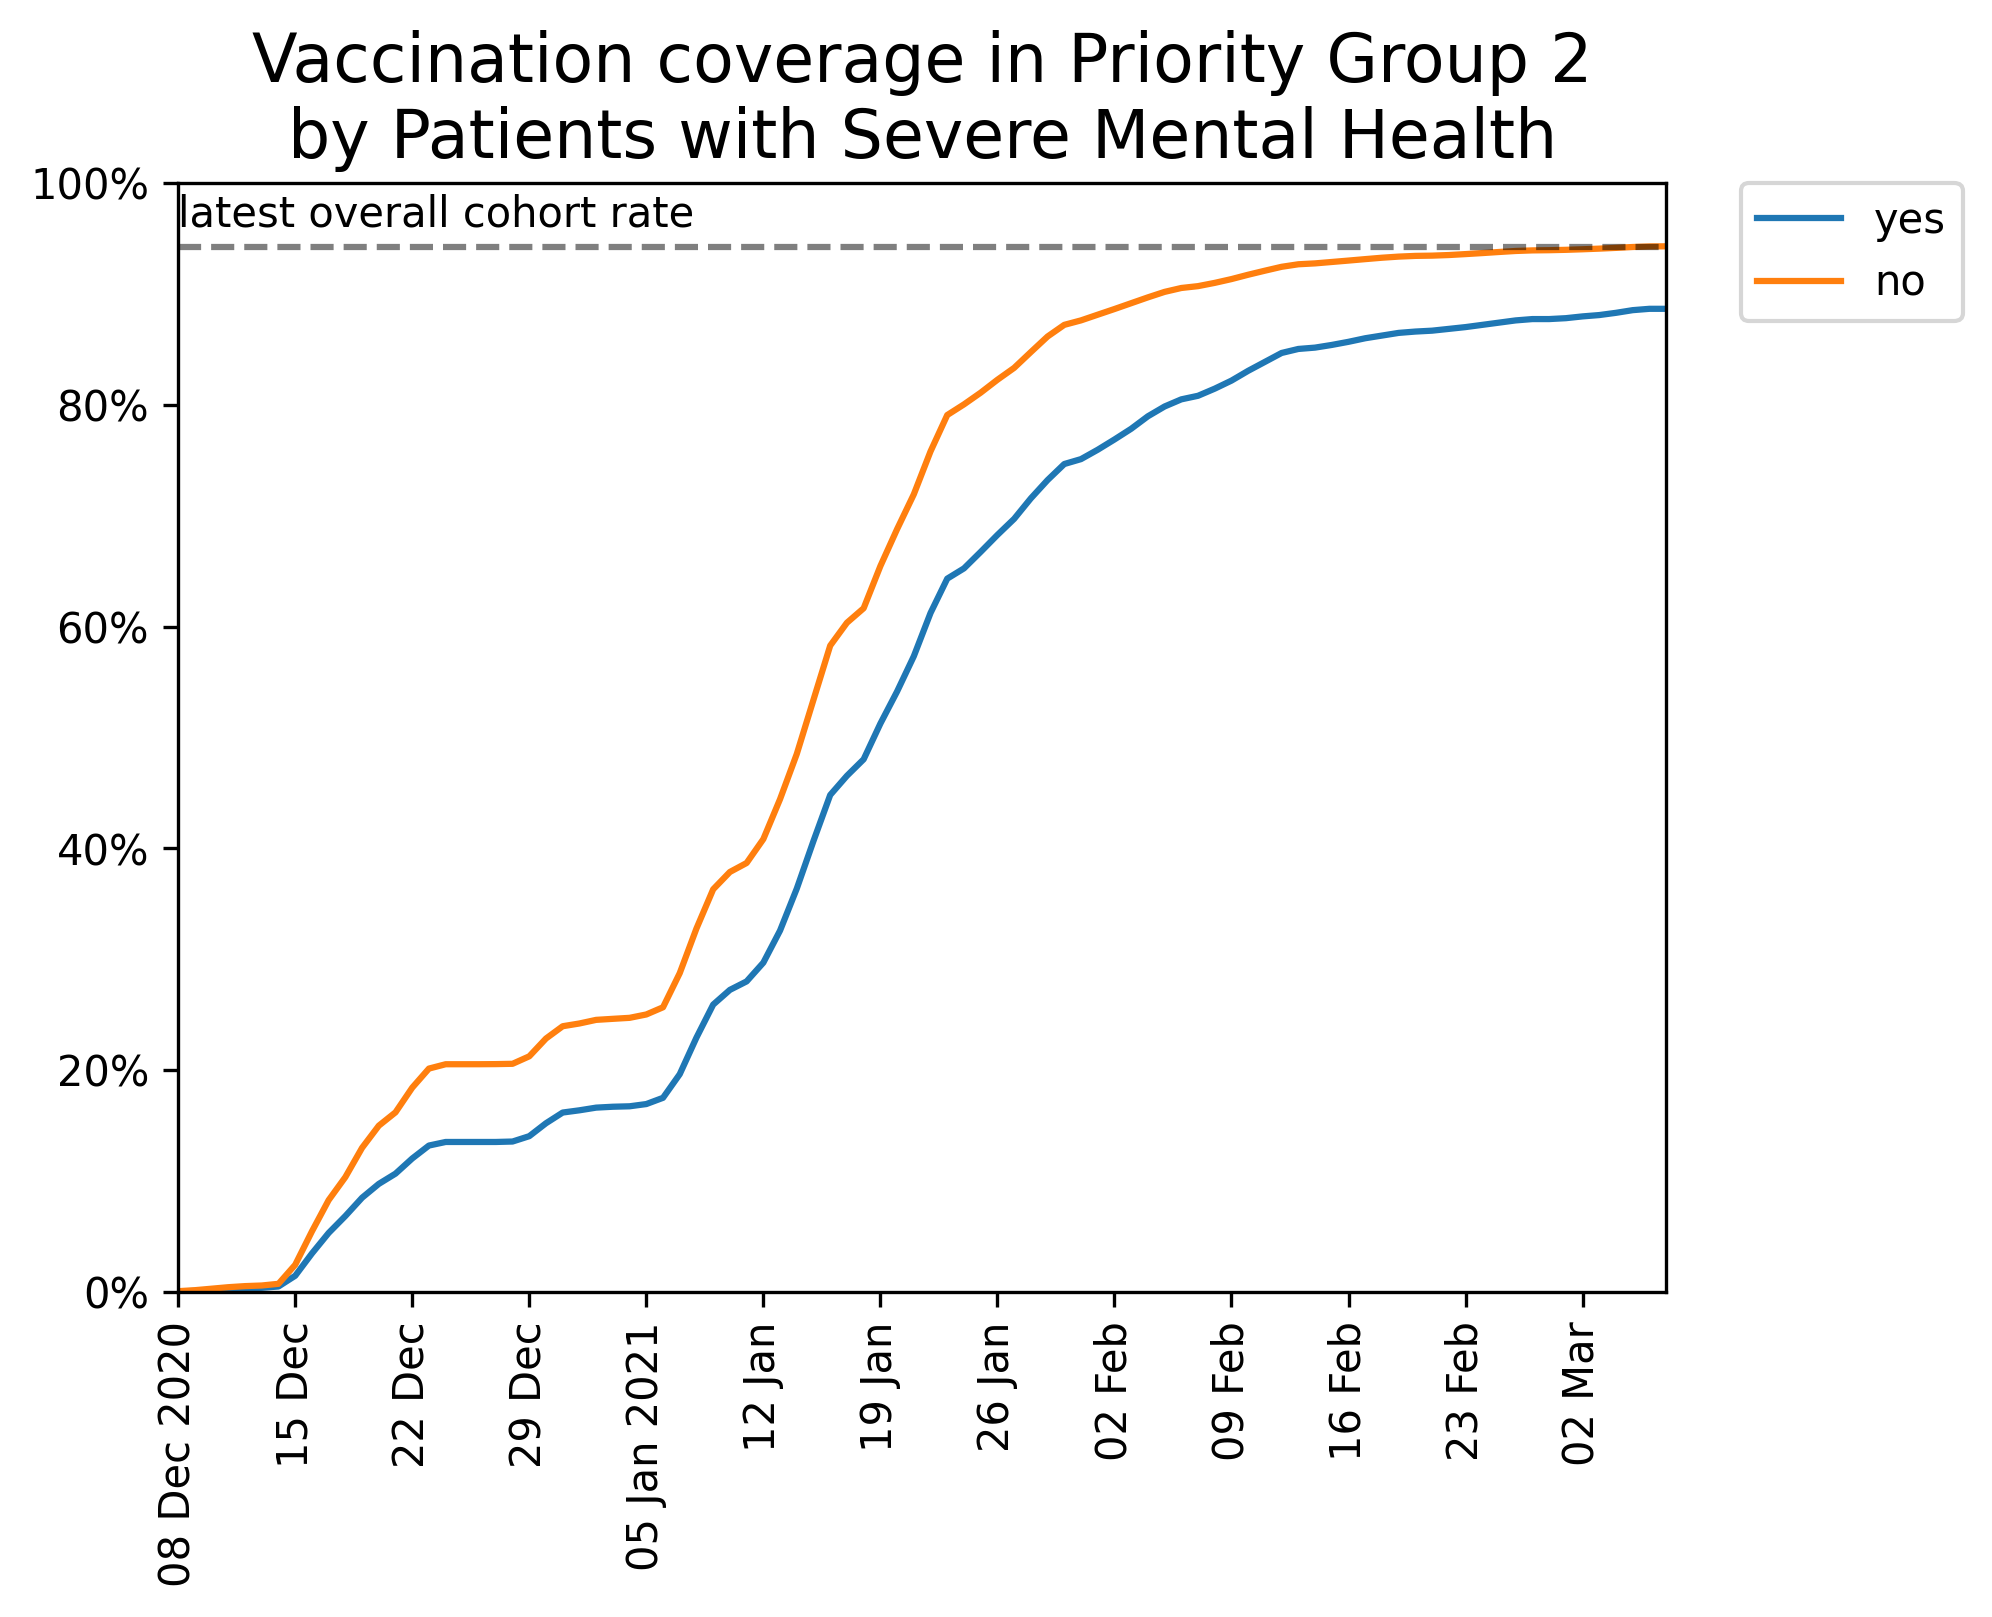 Vaccination coverage in Priority Group 2
by Patients with Severe Mental Health
100%
latest overall cohort rate
yes
no
80%
60%
40%
20%
0%
08 Dec 2020
15 Dec
22 Dec
29 Dec
05 Jan 2021
12 Jan
19 Jan
26 Jan
02 Feb
09 Feb
16 Feb
23 Feb
02 Mar